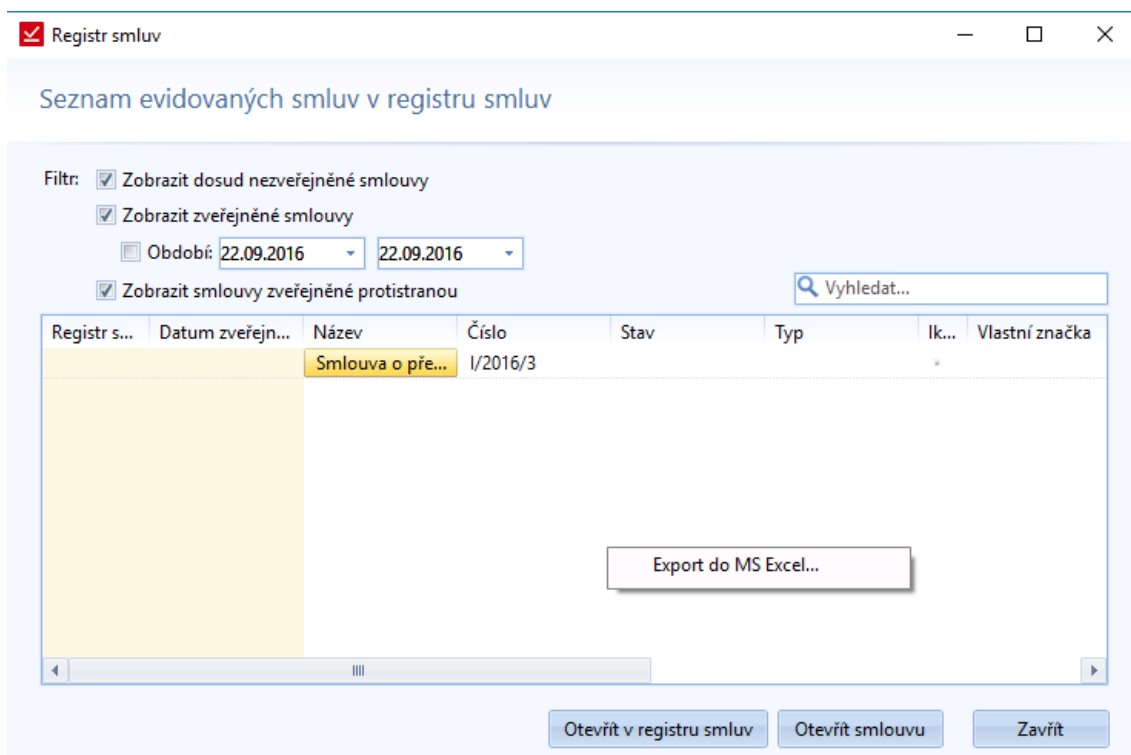 Registr smluv
Seznam evidovaných smluv v registru smluv
Filtr: Zobrazit dosud nezveřejněné smlouvy
Zobrazit zveřejněné smlouvy
Období: 22.09.2016 22.09.2016
Zobrazit smlouvy zveřejněné protistranou Vyhledat...
Registr s... Datum zveřejn... Název Číslo Stav Typ Ik... Vlastní značka
Smlouva o pře... I/2016/3
Export do MS Excel...
Otevřít v registru smluv Otevřít smlouvu Zavřít